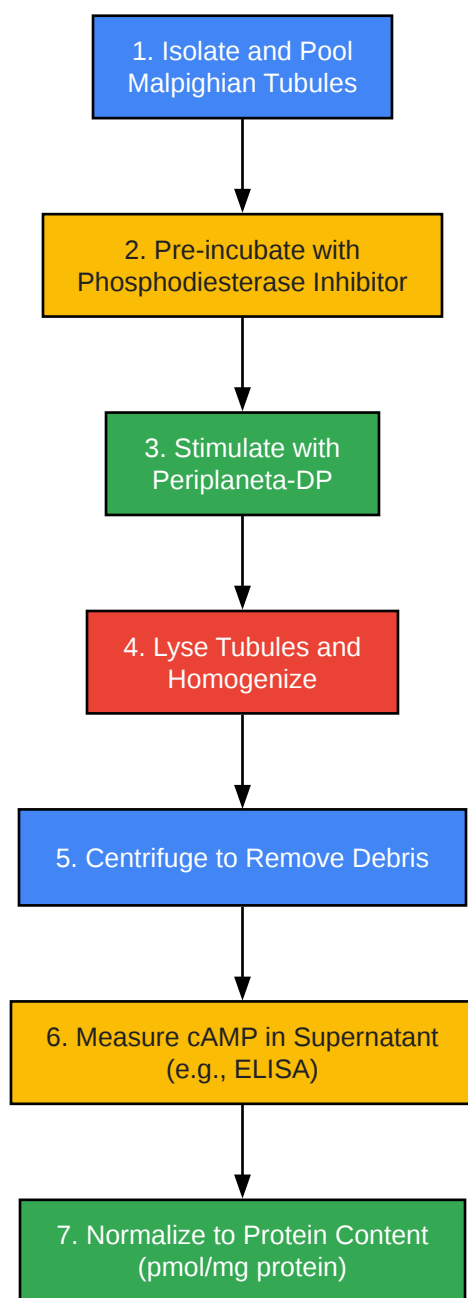 1. Isolate and Pool
Malpighian Tubules
2. Pre-incubate with
Phosphodiesterase Inhibitor
3. Stimulate with
Periplaneta-DP
4. Lyse Tubules and
Homogenize
5. Centrifuge to Remove Debris
6. Measure cAMP in Supernatant
(e.g., ELISA)
7. Normalize to Protein Content
(pmol/mg protein)